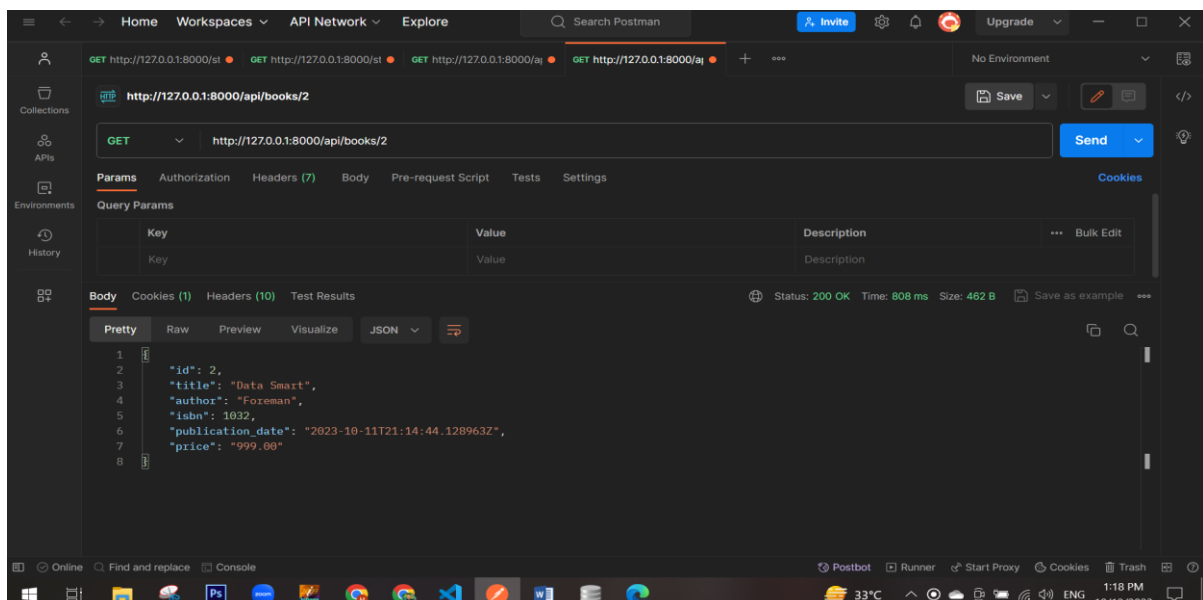 Home Workspaces API Network Explore Search Postman Invite Upgrade
GET http://127.0.0.1:8000/st GET http://127.0.0.1:8000/st GET http://127.0.0.1:8000/ap GET http://127.0.0.1:8000/ap No Environment
Collections
APIs
Environments
History
HTTP http://127.0.0.1:8000/api/books/2 Save
GET http://127.0.0.1:8000/api/books/2 Send
Params Authorization Headers (7) Body Pre-request Script Tests Settings Cookies
Query Params
Key Value Description Bulk Edit
Key Value Description
Body Cookies (1) Headers (10) Test Results Status: 200 OK Time: 808 ms Size: 462 B Save as example
Pretty Raw Preview Visualize JSON
1 {
2 "id": 2,
3 "title": "Data Smart",
4 "author": "Foreman",
5 "isbn": 1032,
6 "publication_date": "2023-10-11T21:14:44.128963Z",
7 "price": "999.00"
8 }
Online Find and replace Console Postbot Runner Start Proxy Cookies Trash
Ps zoom W 33°C ENG 1:18 PM